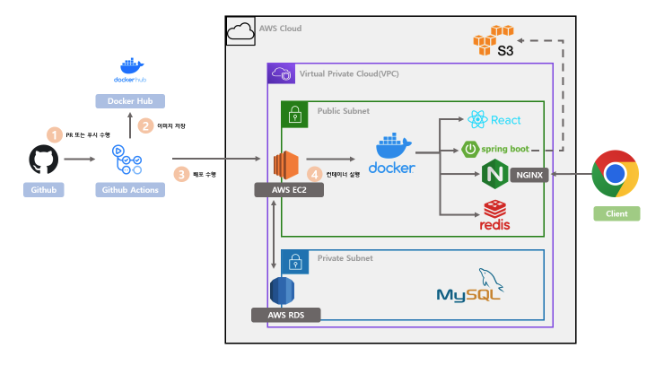 AWS Cloud
S3
Virtual Private Cloud(VPC)
dockerhub
Docker Hub
Public Subnet
1 PR 또는 푸시 수행
2 이미지 저장
React
docker
spring boot
3 배포 수행
4 컨테이너 실행
NGINX
Github
Github Actions
AWS EC2
redis
Client
Private Subnet
MySQL
AWS RDS